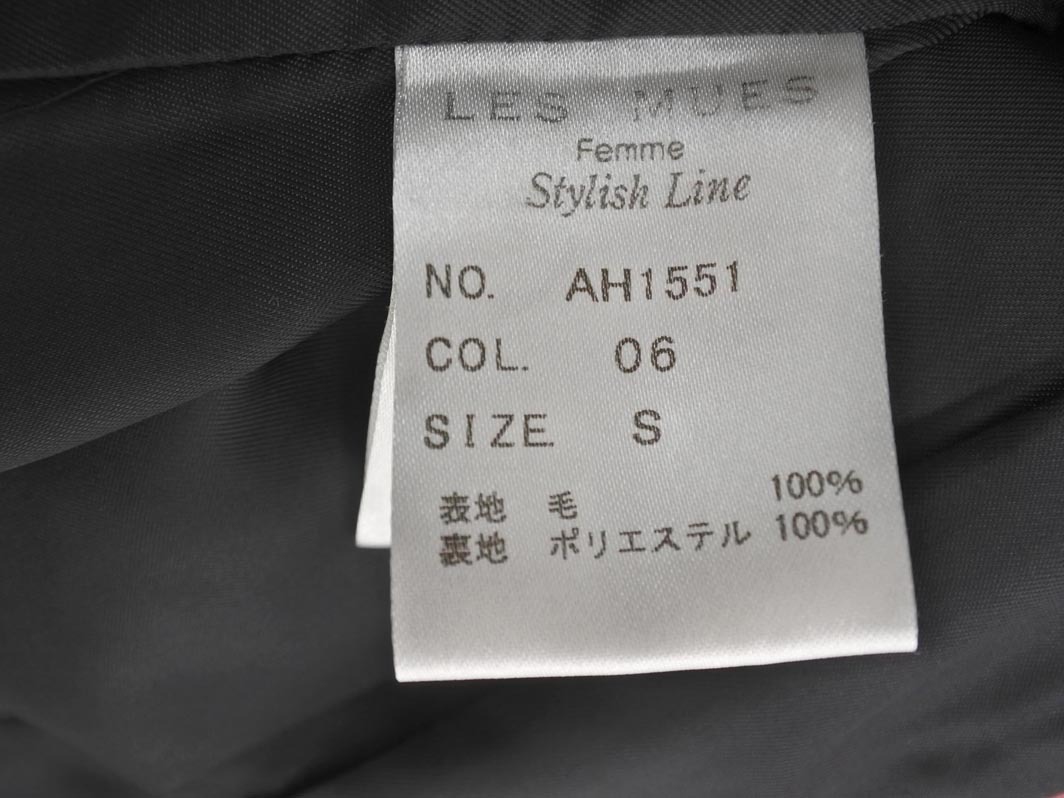 LES MUES
Femme
Stylish Line
NO. AH1551
COL. 06
SIZE. S
表地 毛 100%
裏地 ポリエステル 100%